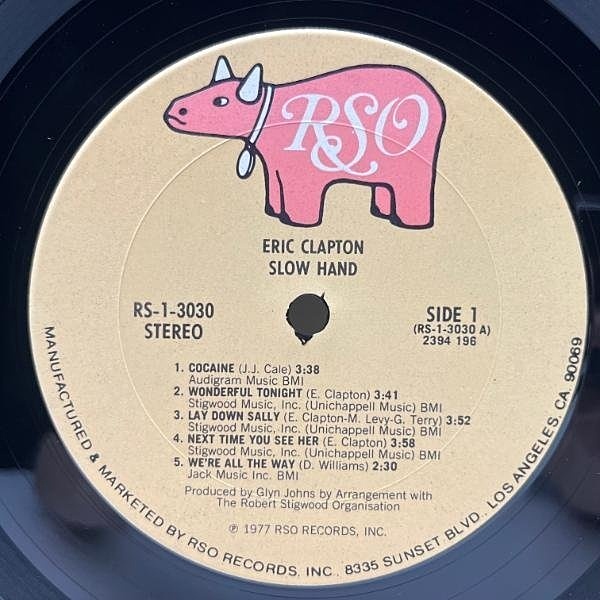 RSO
ERIC CLAPTON
SLOW HAND
RS-1-3030
STEREO
SIDE 1
(RS-1-3030 A)
2394 196
1. COCAINE (J.J. Cale) 3:38
Audigram Music BMI
2. WONDERFUL TONIGHT (E. Clapton) 3:41
Stigwood Music, Inc. (Unichappell Music) BMI
3. LAY DOWN SALLY (E. Clapton-M. Levy-G. Terry) 3:52
Stigwood Music, Inc. (Unichappell Music) BMI
4. NEXT TIME YOU SEE HER (E. Clapton) 3:58
Stigwood Music, Inc. (Unichappell Music) BMI
5. WE'RE ALL THE WAY (D. Williams) 2:30
Jack Music Inc. BMI
Produced by Glyn Johns by Arrangement with
The Robert Stigwood Organisation
℗ 1977 RSO RECORDS, INC.
MANUFACTURED & MARKETED BY RSO RECORDS, INC., 8335 SUNSET BLVD., LOS ANGELES, CA. 90069